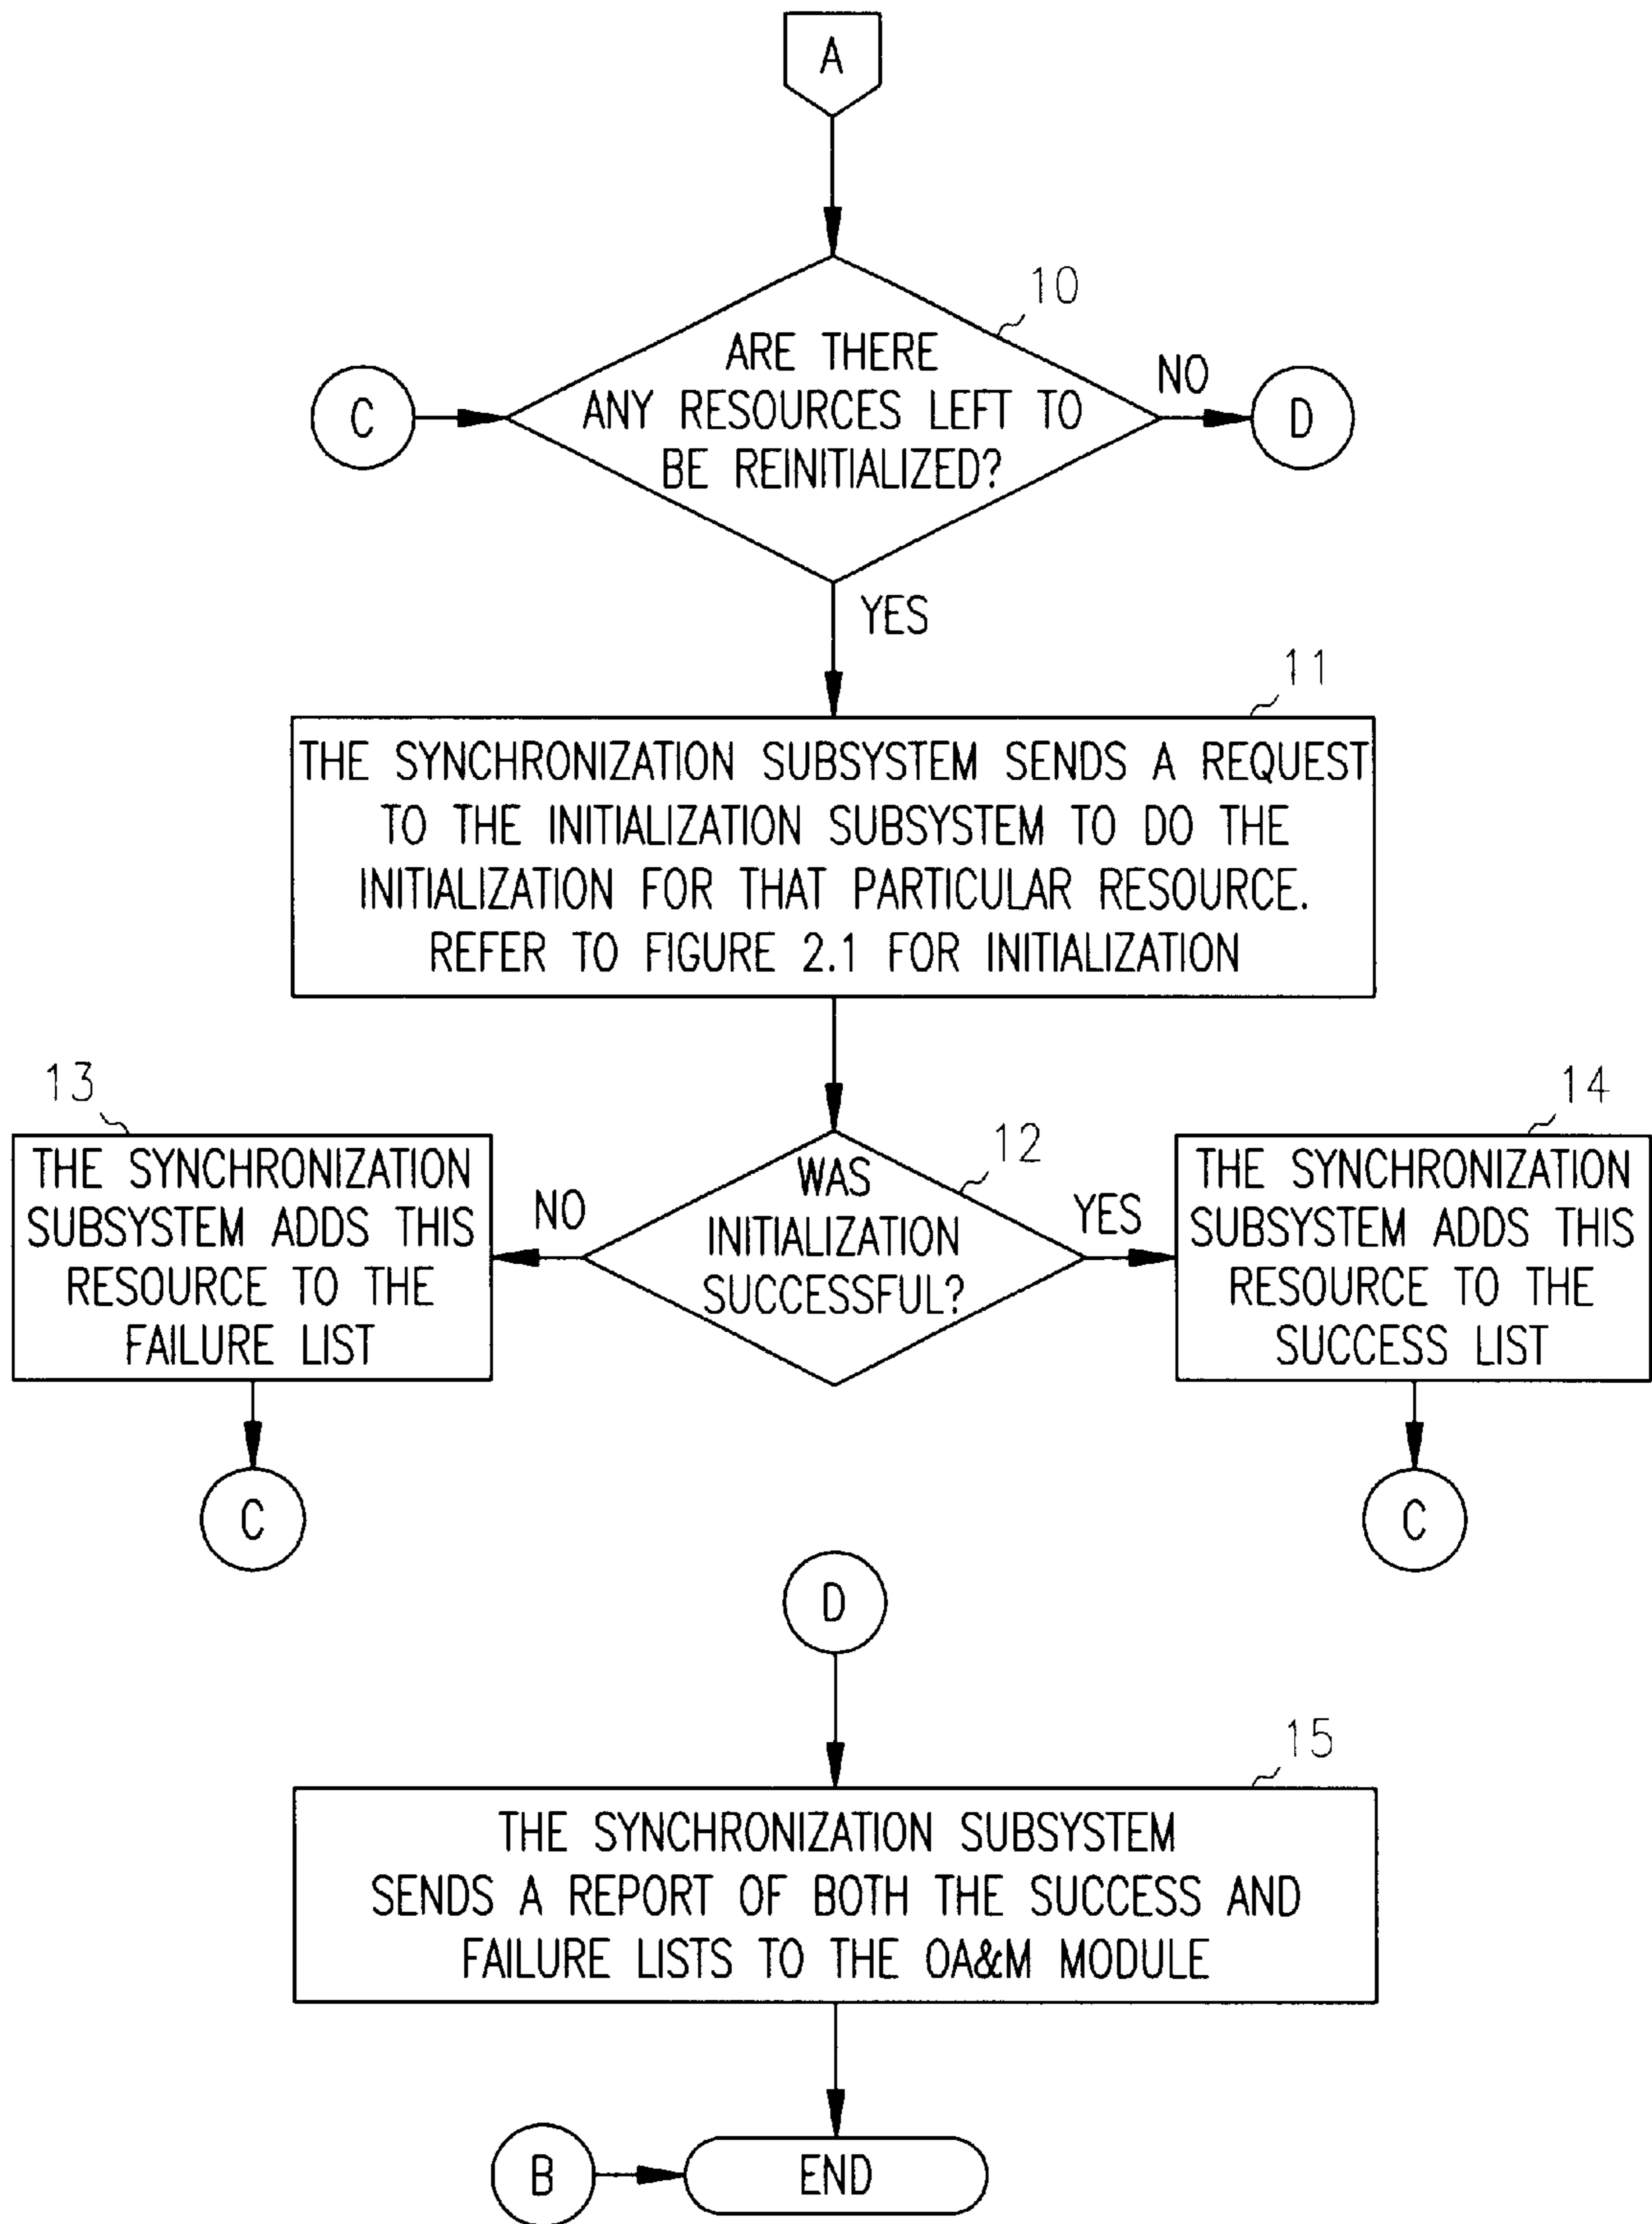 A
10
ARE THERE
ANY RESOURCES LEFT TO
BE REINITIALIZED?
C
NO
D
YES
11
THE SYNCHRONIZATION SUBSYSTEM SENDS A REQUEST
TO THE INITIALIZATION SUBSYSTEM TO DO THE
INITIALIZATION FOR THAT PARTICULAR RESOURCE.
REFER TO FIGURE 2.1 FOR INITIALIZATION
13
THE SYNCHRONIZATION
SUBSYSTEM ADDS THIS
RESOURCE TO THE
FAILURE LIST
NO
12
WAS
INITIALIZATION
SUCCESSFUL?
YES
14
THE SYNCHRONIZATION
SUBSYSTEM ADDS THIS
RESOURCE TO THE
SUCCESS LIST
C
C
D
15
THE SYNCHRONIZATION SUBSYSTEM
SENDS A REPORT OF BOTH THE SUCCESS AND
FAILURE LISTS TO THE OA&M MODULE
B
END